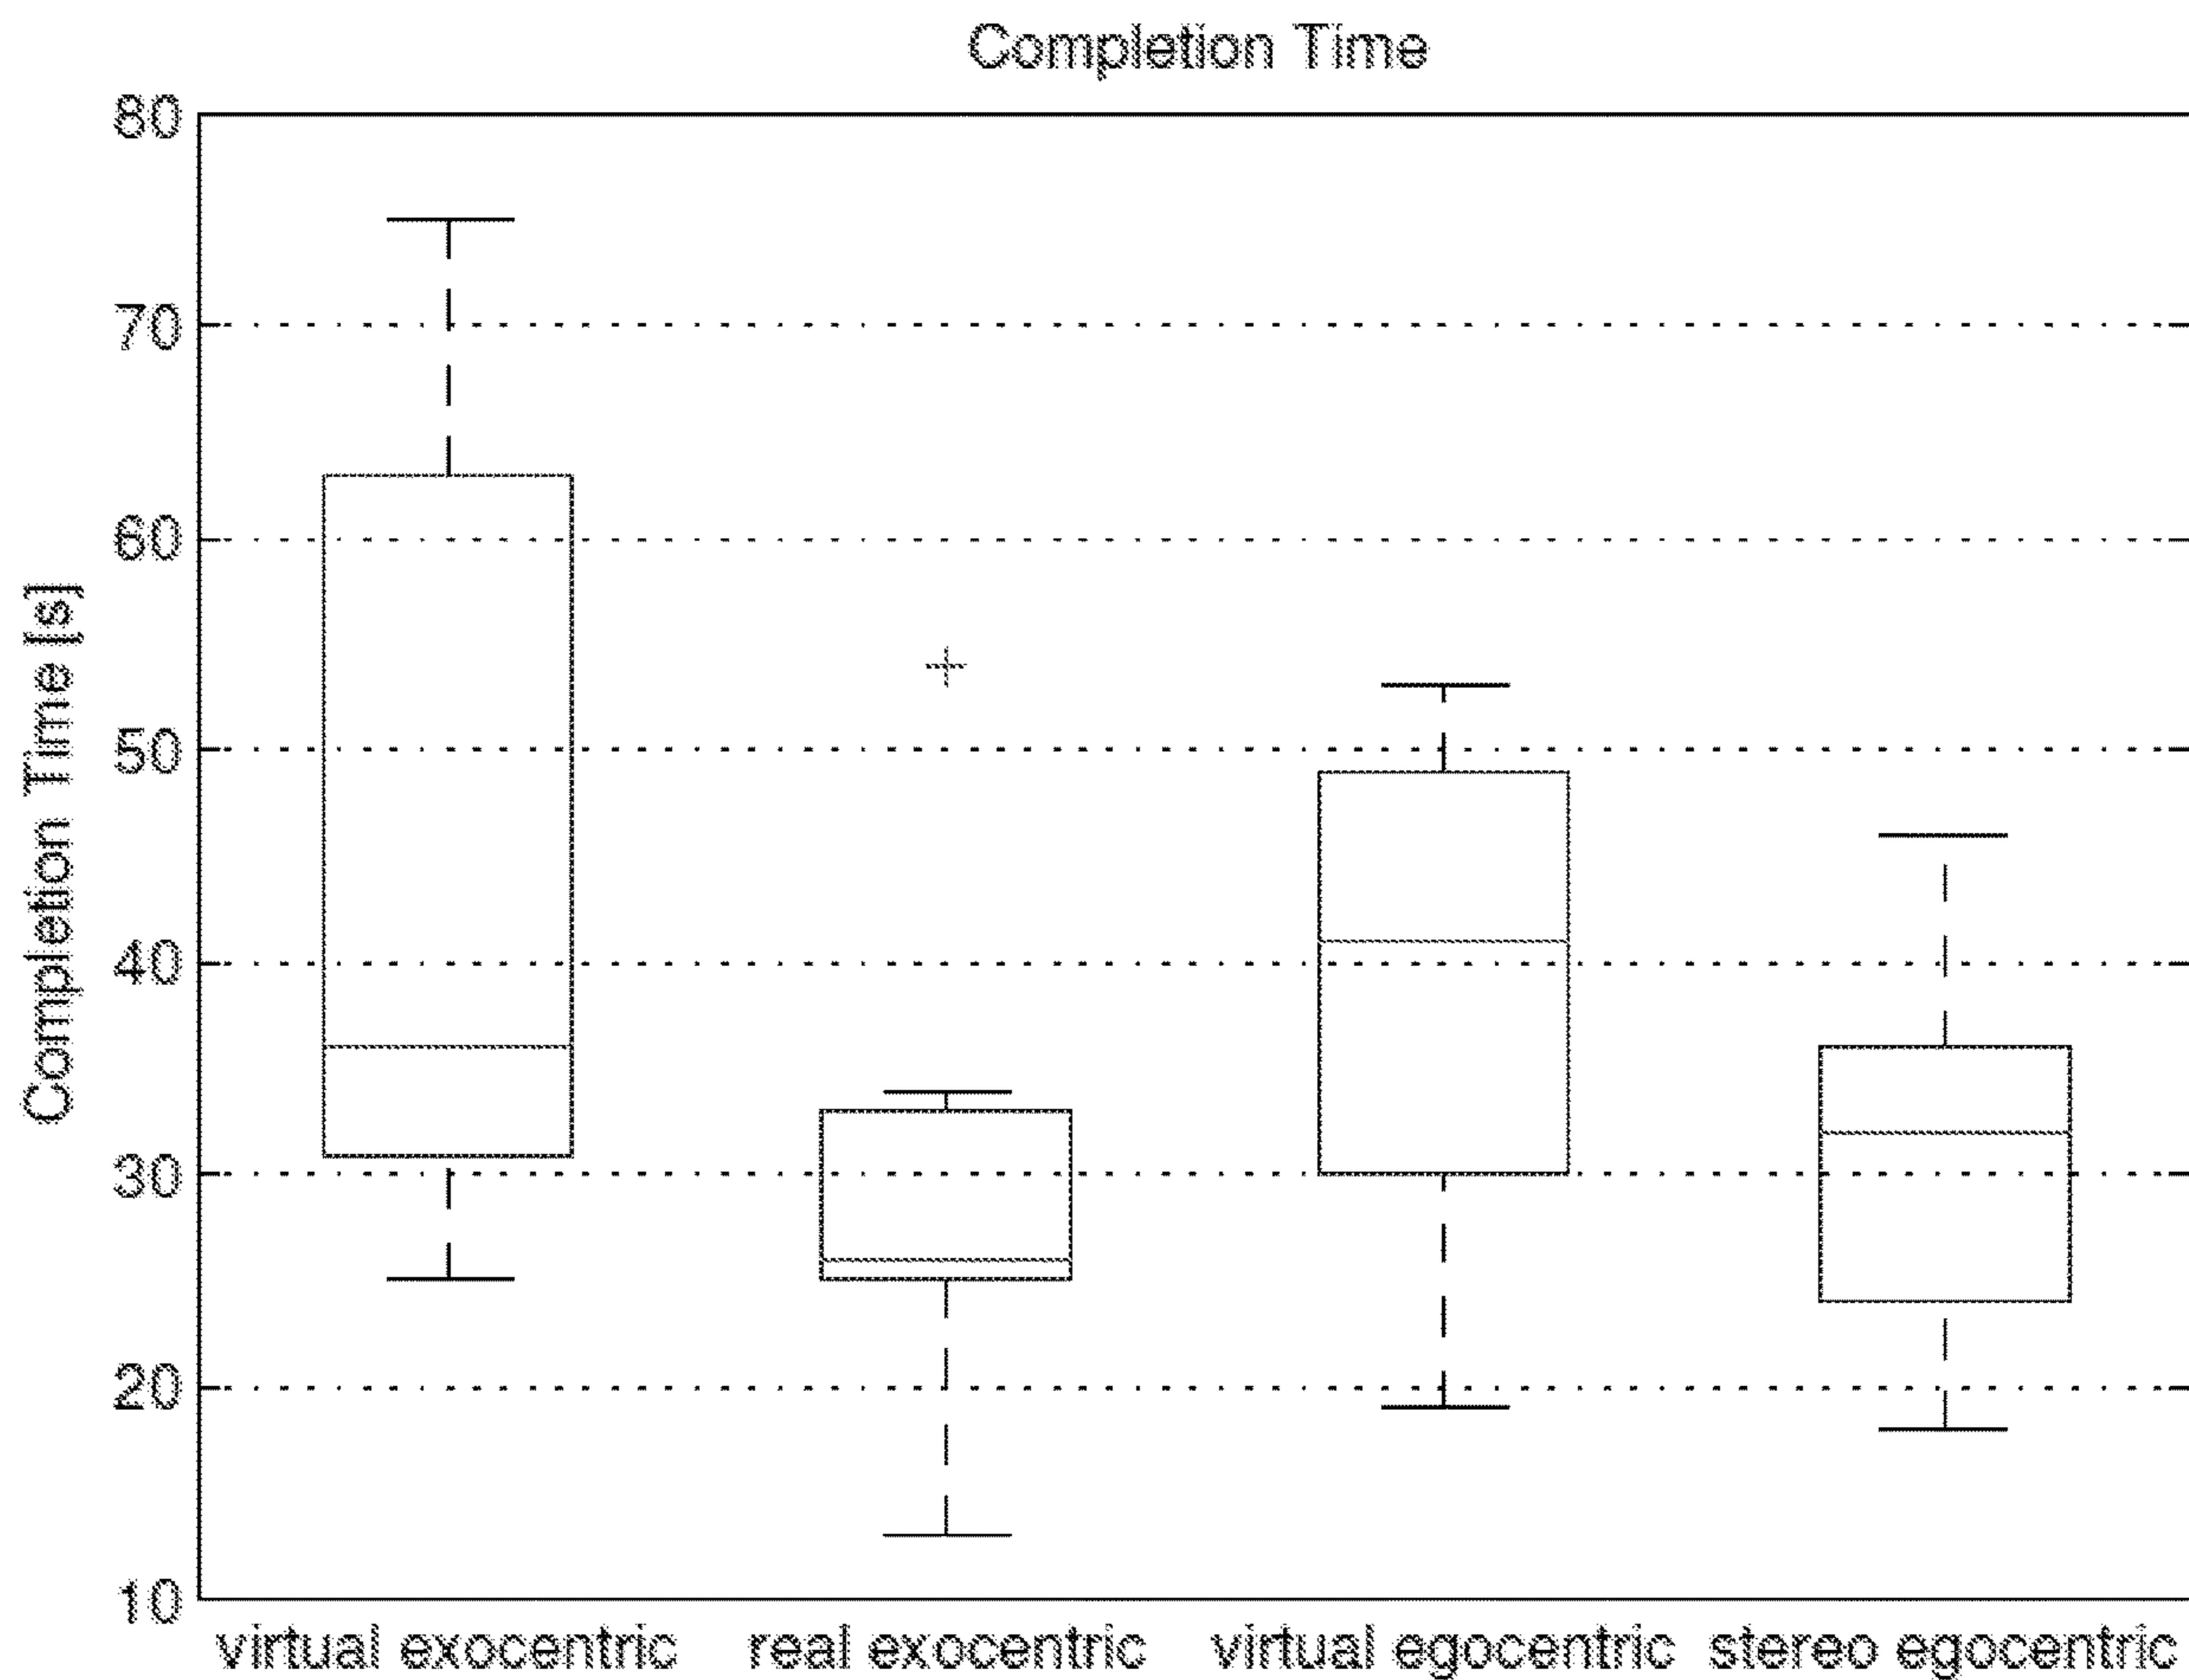 Completion Time
80
70
60
50
40
30
20
10
Completion Time [s]
virtual exocentric real exocentric virtual egocentric stereo egocentric